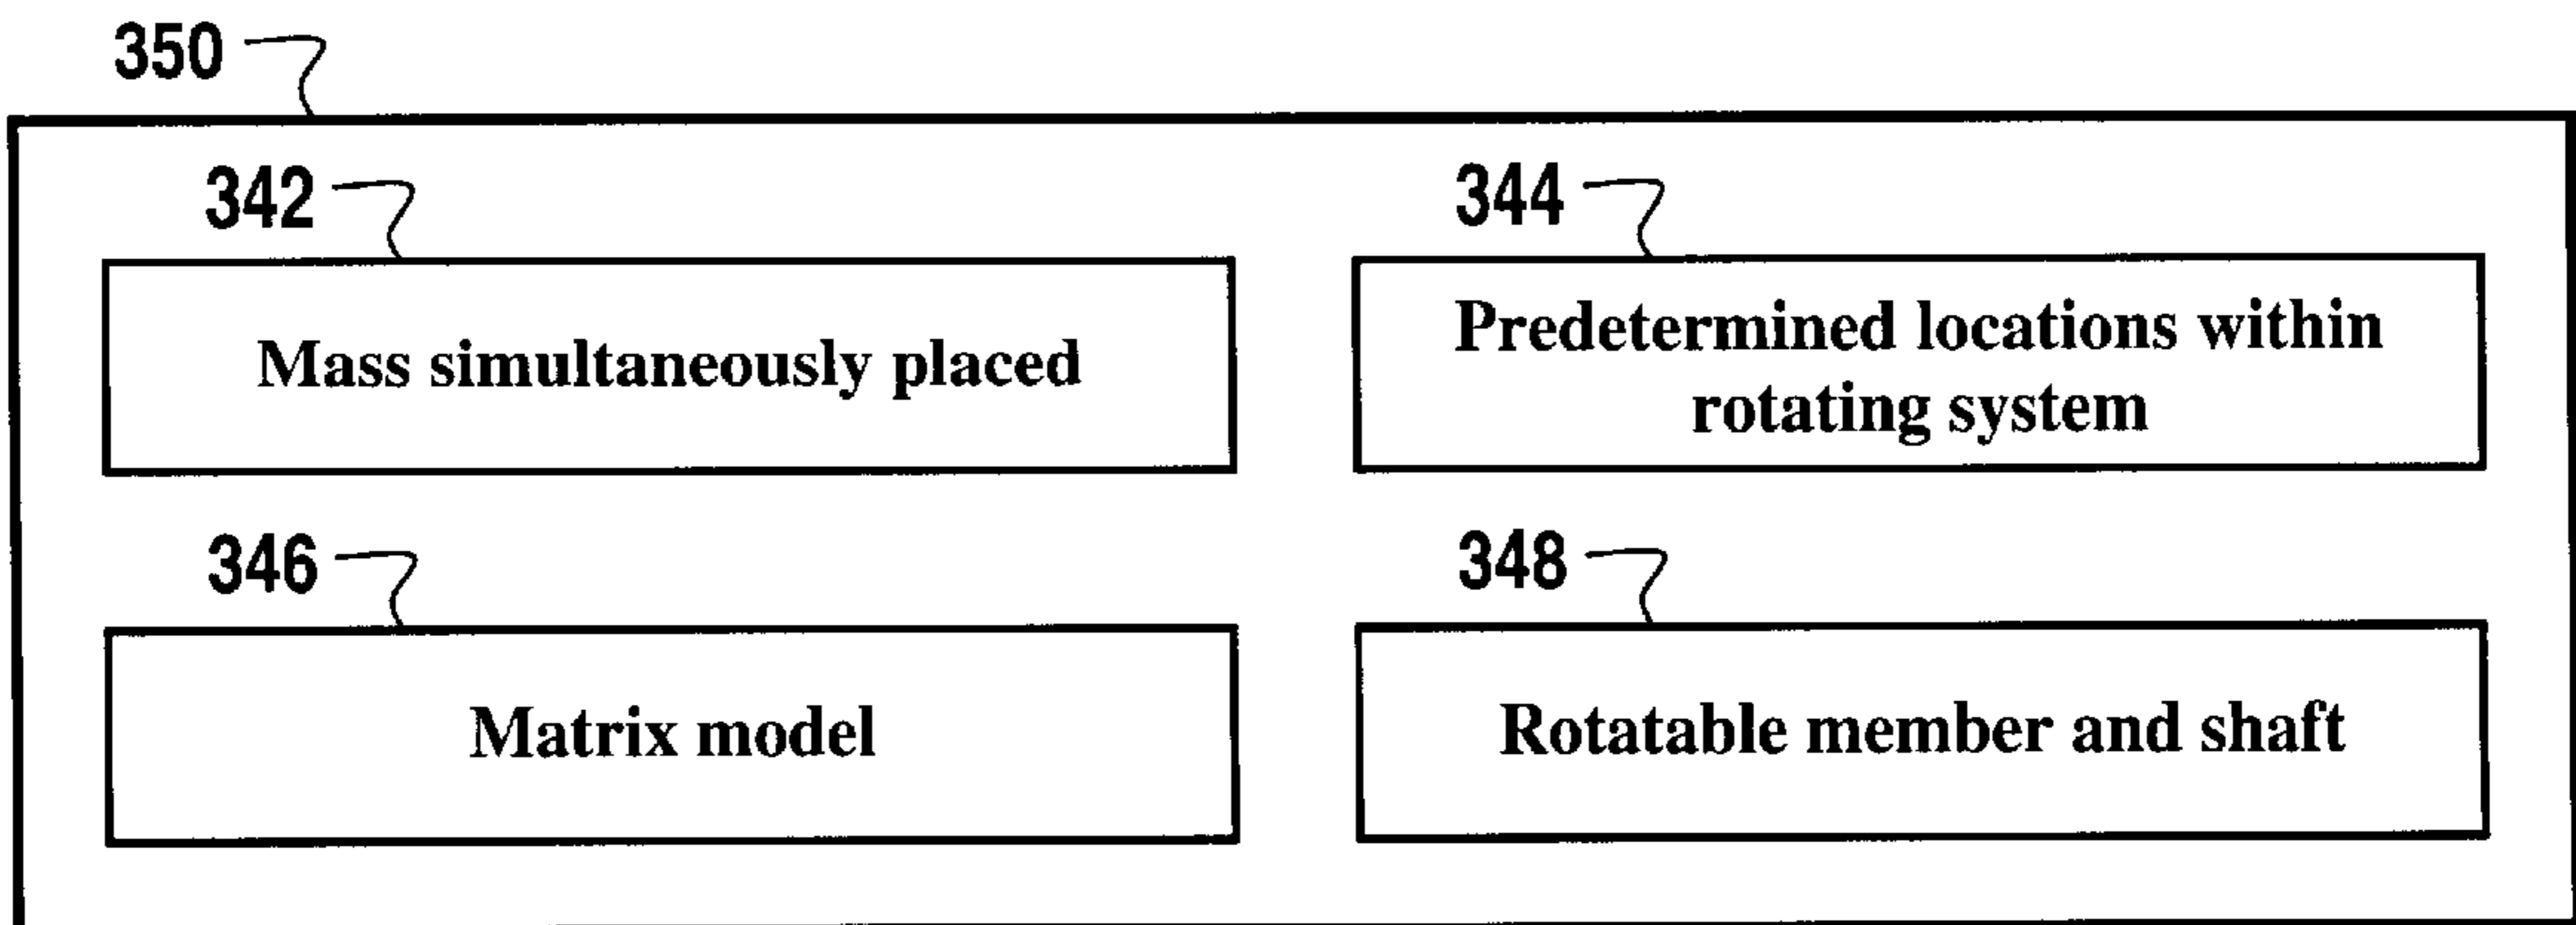 350
342
344
Mass simultaneously placed
Predetermined locations within
rotating system
346
348
Matrix model
Rotatable member and shaft